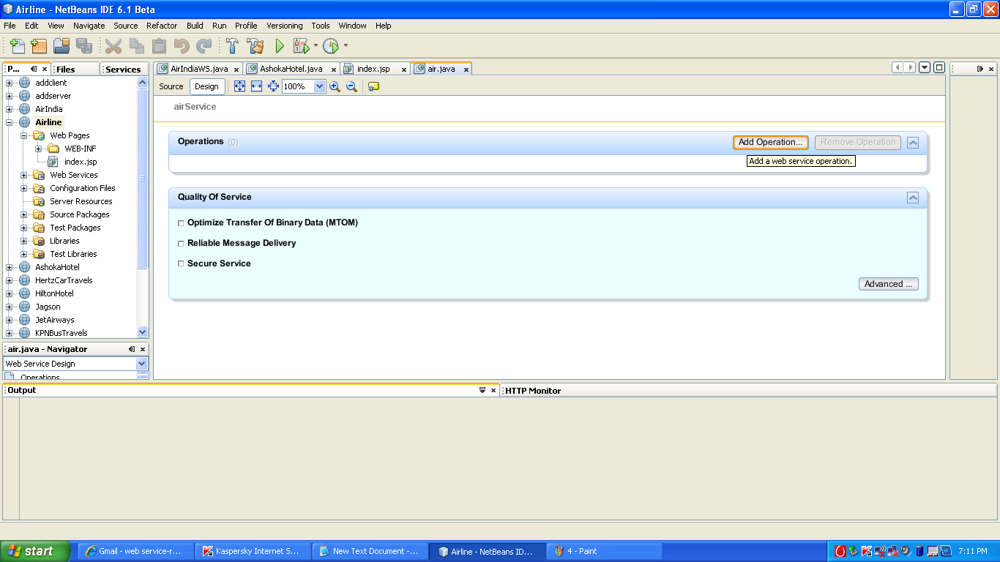 Airline - NetBeans IDE 6.1 Beta
File Edit View Navigate Source Refactor Build Run Profile Versioning Tools Window Help
P... Files Services
AirIndiaWS.java AshokaHotel.java index.jsp air.java
Source Design 100%
addclient
addserver
AirIndia
Airline
Web Pages
WEB-INF
index.jsp
Web Services
Configuration Files
Server Resources
Source Packages
Test Packages
Libraries
Test Libraries
AshokaHotel
HertzCarTravels
HiltonHotel
Jagson
JetAirways
KPNBusTravels
airService
Operations (0) Add Operation... Remove Operation
Add a web service operation.
Quality Of Service
Optimize Transfer Of Binary Data (MTOM)
Reliable Message Delivery
Secure Service
Advanced ...
air.java - Navigator
Web Service Design
Operations
Output HTTP Monitor
start Gmail - web service-r... Kaspersky Internet S... New Text Document -... Airline - NetBeans ID... 4 - Paint 7:11 PM